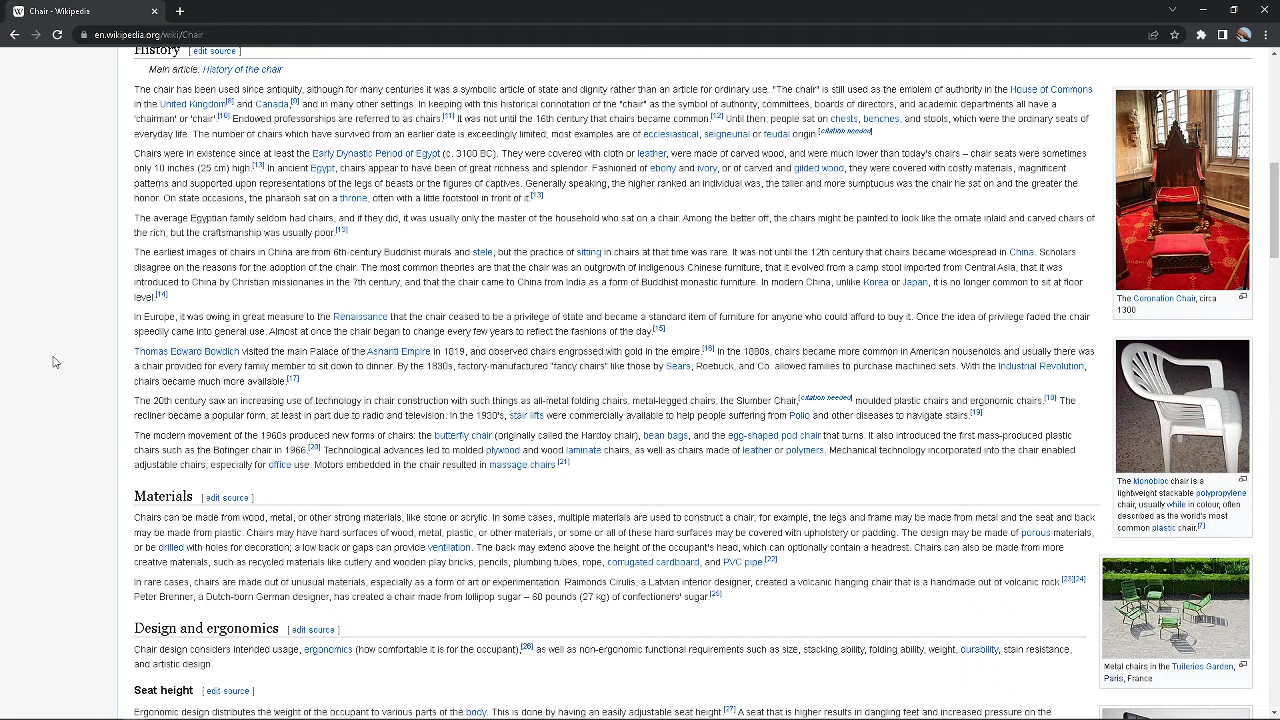 Chair - Wikipedia
en.wikipedia.org/wiki/Chair
History [ edit source ]
Main article: History of the chair
The chair has been used since antiquity, although for many centuries it was a symbolic article of state and dignity rather than an article for ordinary use. "The chair" is still used as the emblem of authority in the House of Commons
in the United Kingdom[8] and Canada,[9] and in many other settings. In keeping with this historical connotation of the "chair" as the symbol of authority, committees, boards of directors, and academic departments all have a
'chairman' or 'chair'.[10] Endowed professorships are referred to as chairs.[11] It was not until the 16th century that chairs became common.[12] Until then, people sat on chests, benches, and stools, which were the ordinary seats of
everyday life. The number of chairs which have survived from an earlier date is exceedingly limited; most examples are of ecclesiastical, seigneurial or feudal origin.[citation needed]
Chairs were in existence since at least the Early Dynastic Period of Egypt (c. 3100 BC). They were covered with cloth or leather, were made of carved wood, and were much lower than today's chairs – chair seats were sometimes
only 10 inches (25 cm) high.[13] In ancient Egypt, chairs appear to have been of great richness and splendor. Fashioned of ebony and ivory, or of carved and gilded wood, they were covered with costly materials, magnificent
patterns and supported upon representations of the legs of beasts or the figures of captives. Generally speaking, the higher ranked an individual was, the taller and more sumptuous was the chair he sat on and the greater the
honor. On state occasions, the pharaoh sat on a throne, often with a little footstool in front of it.[13]
The average Egyptian family seldom had chairs, and if they did, it was usually only the master of the household who sat on a chair. Among the better off, the chairs might be painted to look like the ornate inlaid and carved chairs of
the rich, but the craftsmanship was usually poor.[13]
The earliest images of chairs in China are from 6th-century Buddhist murals and stele, but the practice of sitting in chairs at that time was rare. It was not until the 12th century that chairs became widespread in China. Scholars
disagree on the reasons for the adoption of the chair. The most common theories are that the chair was an outgrowth of indigenous Chinese furniture, that it evolved from a camp stool imported from Central Asia, that it was
introduced to China by Christian missionaries in the 7th century, and that the chair came to China from India as a form of Buddhist monastic furniture. In modern China, unlike Korea or Japan, it is no longer common to sit at floor
level.[14]
In Europe, it was owing in great measure to the Renaissance that the chair ceased to be a privilege of state and became a standard item of furniture for anyone who could afford to buy it. Once the idea of privilege faded the chair
speedily came into general use. Almost at once the chair began to change every few years to reflect the fashions of the day.[15]
Thomas Edward Bowdich visited the main Palace of the Ashanti Empire in 1819, and observed chairs engrossed with gold in the empire.[16] In the 1880s, chairs became more common in American households and usually there was
a chair provided for every family member to sit down to dinner. By the 1830s, factory-manufactured "fancy chairs" like those by Sears, Roebuck, and Co. allowed families to purchase machined sets. With the Industrial Revolution,
chairs became much more available.[17]
The 20th century saw an increasing use of technology in chair construction with such things as all-metal folding chairs, metal-legged chairs, the Slumber Chair,[citation needed] moulded plastic chairs and ergonomic chairs.[18] The
recliner became a popular form, at least in part due to radio and television. In the 1930's, stair lifts were commercially available to help people suffering from Polio and other diseases to navigate stairs.[19]
The modern movement of the 1960s produced new forms of chairs: the butterfly chair (originally called the Hardoy chair), bean bags, and the egg-shaped pod chair that turns. It also introduced the first mass-produced plastic
chairs such as the Bofinger chair in 1966.[20] Technological advances led to molded plywood and wood laminate chairs, as well as chairs made of leather or polymers. Mechanical technology incorporated into the chair enabled
adjustable chairs, especially for office use. Motors embedded in the chair resulted in massage chairs.[21]
The Coronation Chair, circa
1300
The Monobloc chair is a
lightweight stackable polypropylene
chair, usually white in colour, often
described as the world's most
common plastic chair.[7]
Materials [ edit source ]
Chairs can be made from wood, metal, or other strong materials, like stone or acrylic. In some cases, multiple materials are used to construct a chair; for example, the legs and frame may be made from metal and the seat and back
may be made from plastic. Chairs may have hard surfaces of wood, metal, plastic, or other materials, or some or all of these hard surfaces may be covered with upholstery or padding. The design may be made of porous materials,
or be drilled with holes for decoration; a low back or gaps can provide ventilation. The back may extend above the height of the occupant's head, which can optionally contain a headrest. Chairs can also be made from more
creative materials, such as recycled materials like cutlery and wooden play bricks, pencils, plumbing tubes, rope, corrugated cardboard, and PVC pipe.[22]
In rare cases, chairs are made out of unusual materials, especially as a form of art or experimentation. Raimonds Cirulis, a Latvian interior designer, created a volcanic hanging chair that is a handmade out of volcanic rock.[23][24]
Peter Brenner, a Dutch-born German designer, has created a chair made from lollipop sugar – 60 pounds (27 kg) of confectioners' sugar.[25]
Metal chairs in the Tuileries Garden,
Paris, France
Design and ergonomics [ edit source ]
Chair design considers intended usage, ergonomics (how comfortable it is for the occupant),[26] as well as non-ergonomic functional requirements such as size, stacking ability, folding ability, weight, durability, stain resistance,
and artistic design.
Seat height [ edit source ]
Ergonomic design distributes the weight of the occupant to various parts of the body. This is done by having an easily adjustable seat height.[27] A seat that is higher results in dangling feet and increased pressure on the